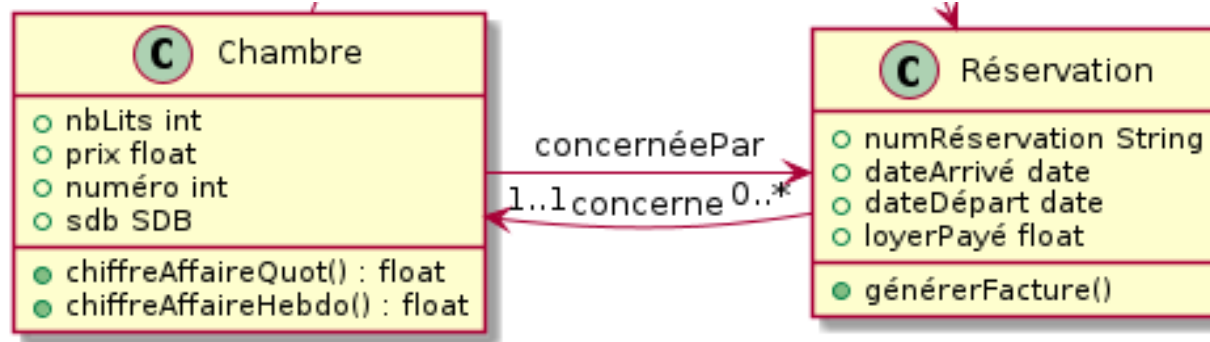 C Chambre
nbLits int
prix float
numéro int
sdb SDB
chiffreAffaireQuot() : float
chiffreAffaireHebdo() : float
concernéePar
1..1 concerne 0..*
C Réservation
numRéservation String
dateArrivé date
dateDépart date
loyerPayé float
générerFacture()